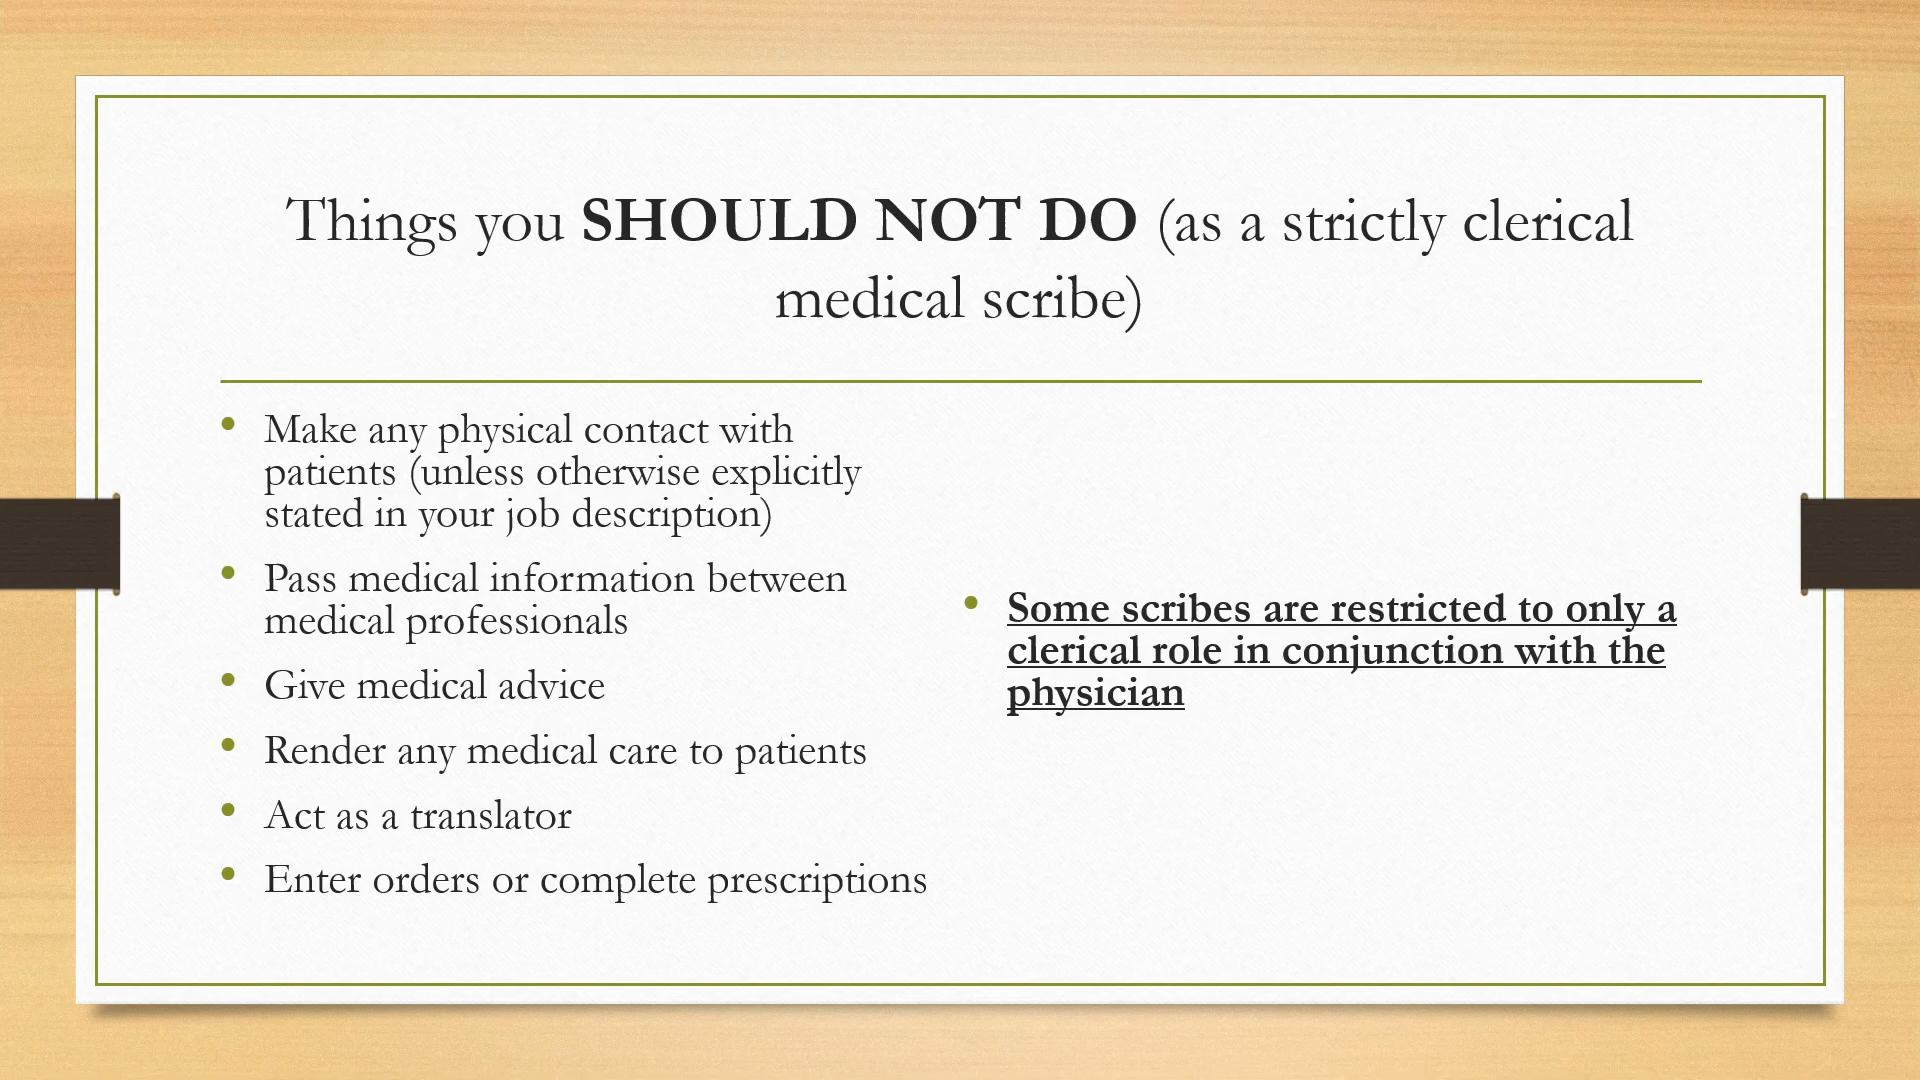 Things you SHOULD NOT DO (as a strictly clerical
medical scribe)
• Make any physical contact with
patients (unless otherwise explicitly
stated in your job description)
• Pass medical information between
medical professionals
• Give medical advice
• Render any medical care to patients
• Act as a translator
• Enter orders or complete prescriptions
• Some scribes are restricted to only a
clerical role in conjunction with the
physician